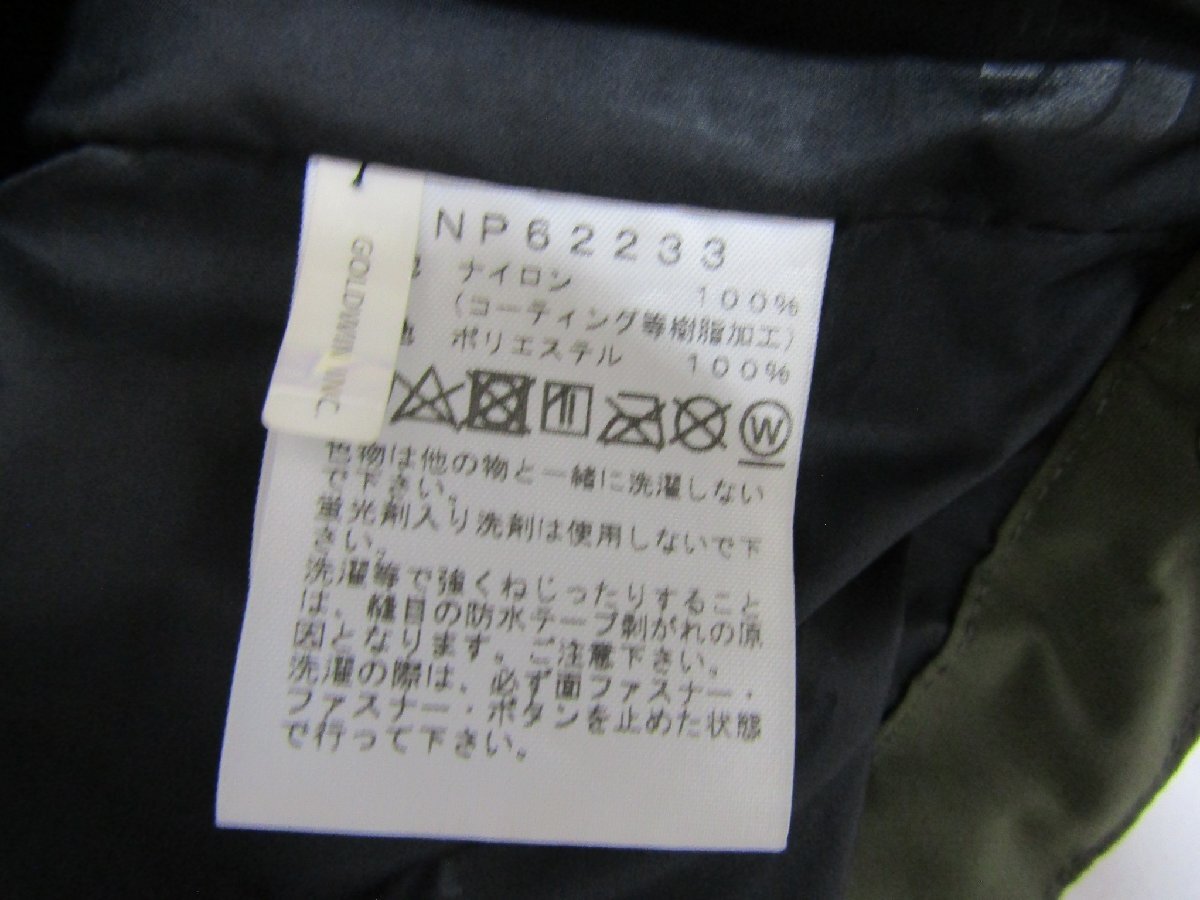 GOLDWIN INC
NP62233
ナイロン 100%
(コーティング等樹脂加工)
ポリエステル 100%
W
色物は他の物と一緒に洗濯しない
で下さい。
蛍光剤入り洗剤は使用しないで下
さい。
洗濯等で強くねじったりすること
は、縫目の防水テープ剥がれの原
因となります。ご注意下さい。
洗濯の際は、必ず面ファスナー・
ファスナー・ボタンを止めた状態
で行って下さい。